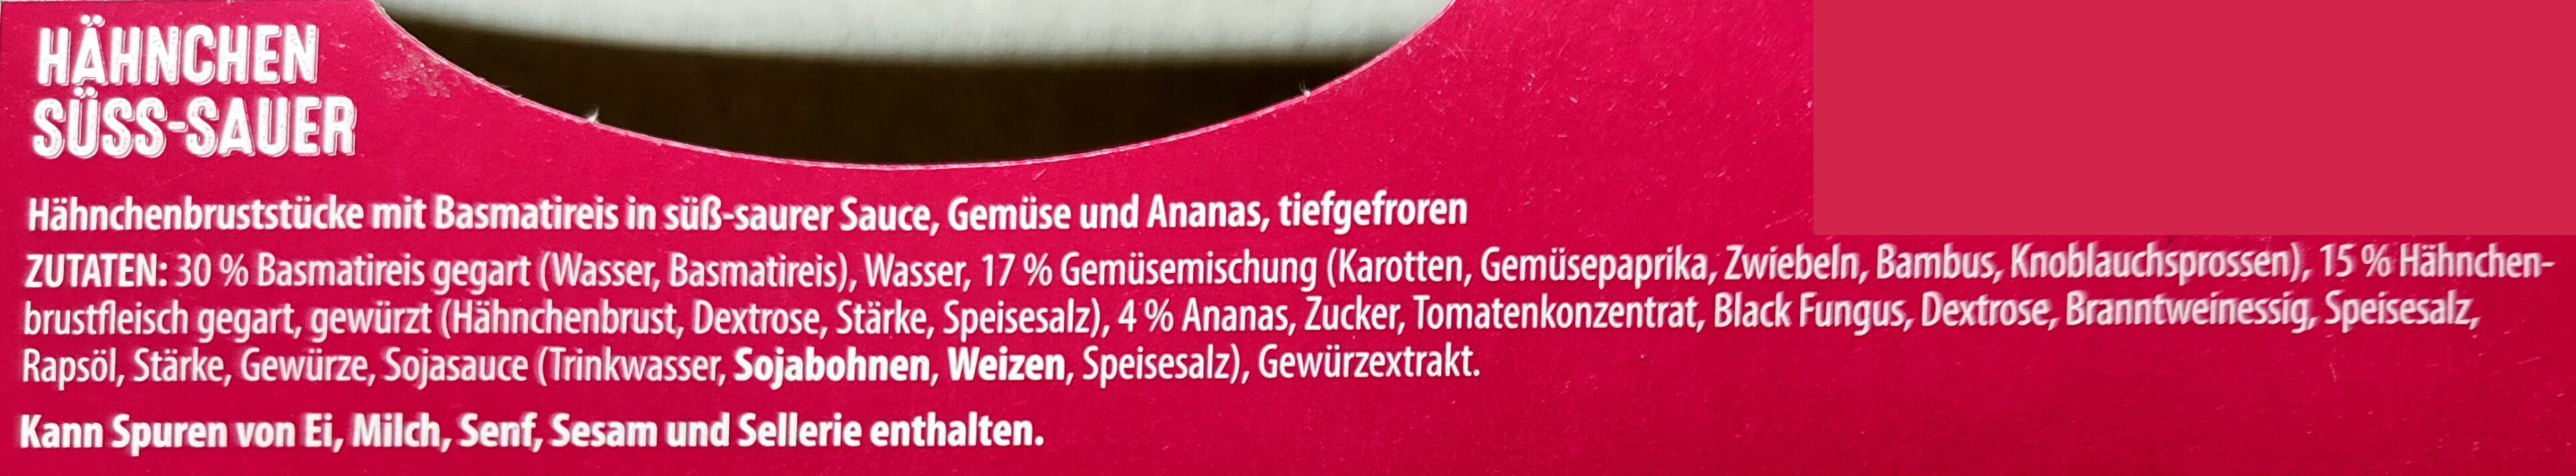 HÄHNCHEN
SÜSS-SAUER
Hähnchenbruststücke mit Basmatireis in süß-saurer Sauce, Gemüse und Ananas, tiefgefroren
ZUTATEN: 30 % Basmatireis gegart (Wasser, Basmatireis), Wasser, 17 % Gemüsemischung (Karotten, Gemüsepaprika, Zwiebeln, Bambus, Knoblauchsprossen), 15 % Hähnchen-
brustfleisch gegart, gewürzt (Hähnchenbrust, Dextrose, Stärke, Speisesalz), 4 % Ananas, Zucker, Tomatenkonzentrat, Black Fungus, Dextrose, Branntweinessig, Speisesalz,
Rapsöl, Stärke, Gewürze, Sojasauce (Trinkwasser, Sojabohnen, Weizen, Speisesalz), Gewürzextrakt.
Kann Spuren von Ei, Milch, Senf, Sesam und Sellerie enthalten.